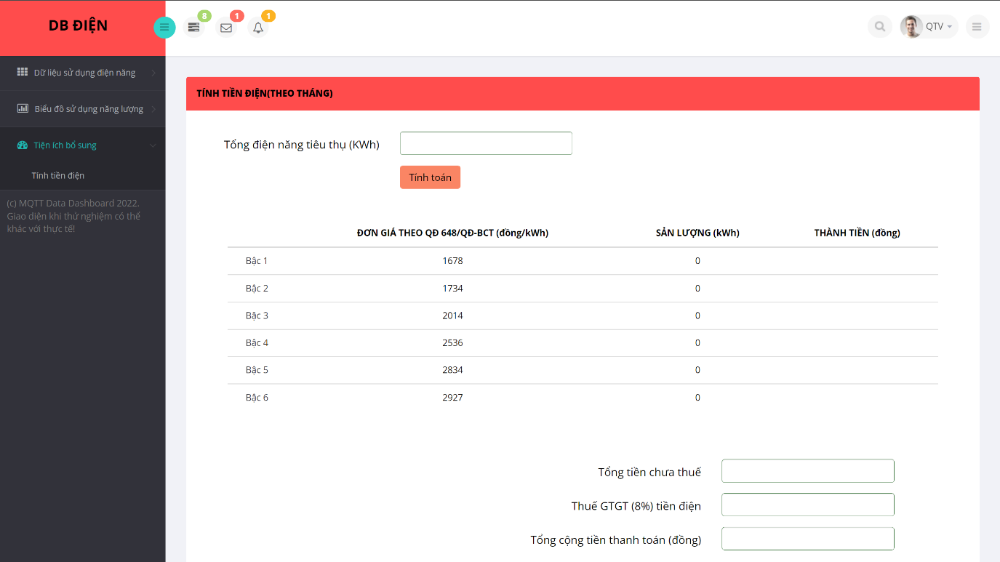 DB ĐIỆN
8
1
1
QTV
Dữ liệu sử dụng điện năng
Biểu đồ sử dụng năng lượng
Tiện ích bổ sung
Tính tiền điện
(c) MQTT Data Dashboard 2022.
Giao diện khi thử nghiệm có thể
khác với thực tế!
TÍNH TIỀN ĐIỆN(THEO THÁNG)
Tổng điện năng tiêu thụ (KWh)
Tính toán
ĐƠN GIÁ THEO QĐ 648/QĐ-BCT (đồng/kWh) SẢN LƯỢNG (kWh) THÀNH TIỀN (đồng)
Bậc 1 1678 0
Bậc 2 1734 0
Bậc 3 2014 0
Bậc 4 2536 0
Bậc 5 2834 0
Bậc 6 2927 0
Tổng tiền chưa thuế
Thuế GTGT (8%) tiền điện
Tổng cộng tiền thanh toán (đồng)